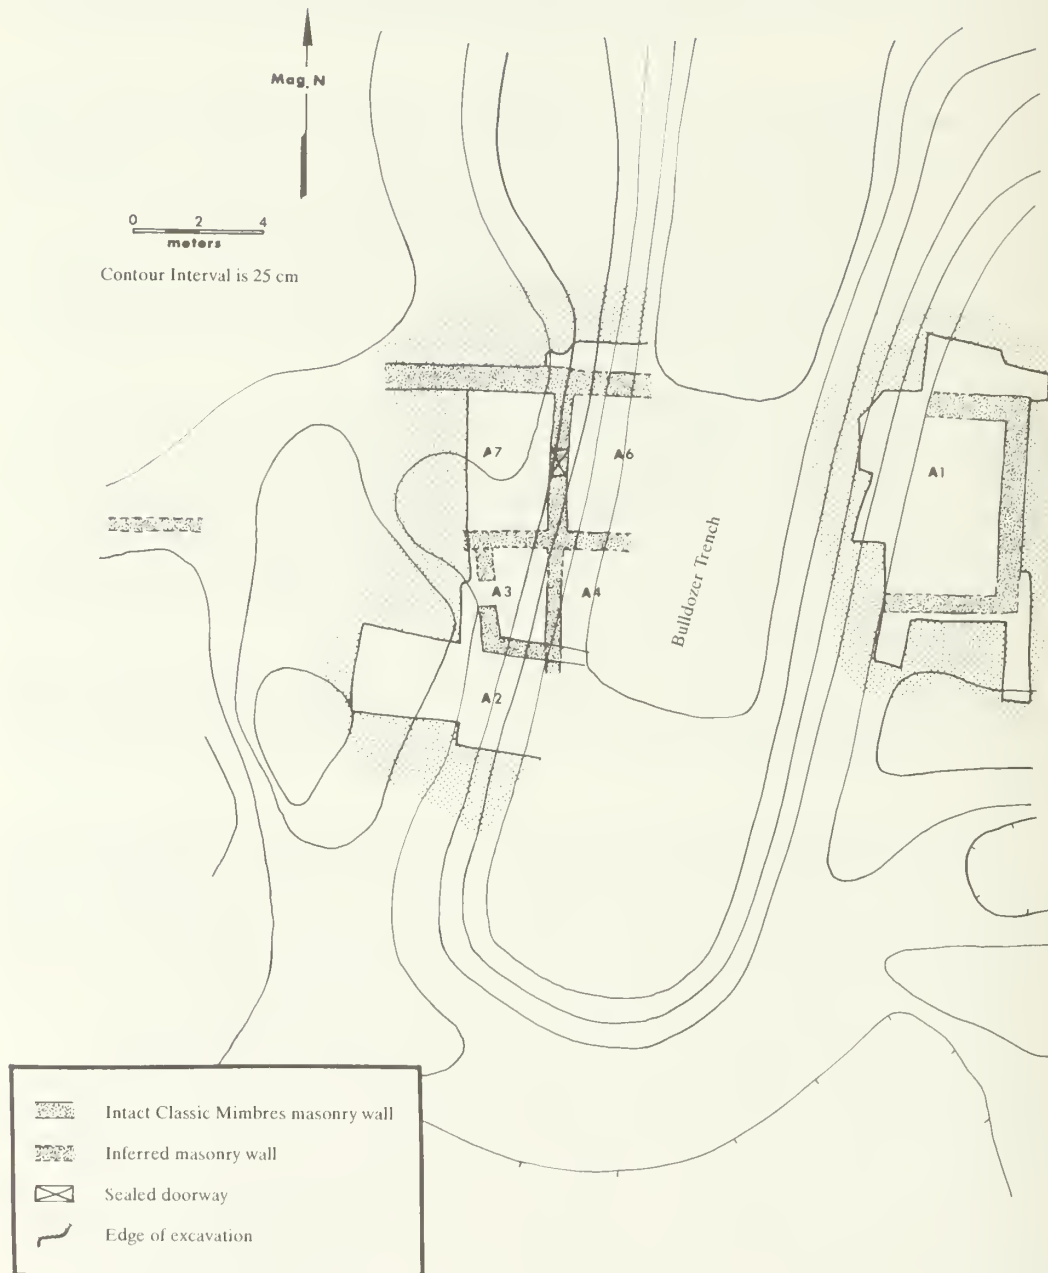 Mag. N
0 2 4
meters
Contour Interval is 25 cm
A7
A6
A1
A3
A4
Bulldozer Trench
A2
Intact Classic Mimbres masonry wall
Inferred masonry wall
Sealed doorway
Edge of excavation